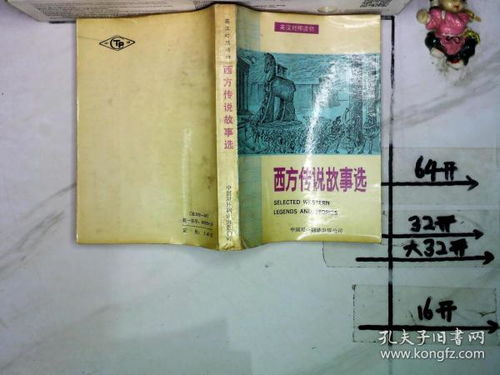 英汉对照读物
西方传说故事选
SELECTED WESTERN
LEGENDS AND STORIES
中国对外翻译出版公司
英汉对照读物
西方传说故事选
中国对外翻译出版公司
64开
32开
大32开
16开
孔夫子旧书网
www.kongfz.com